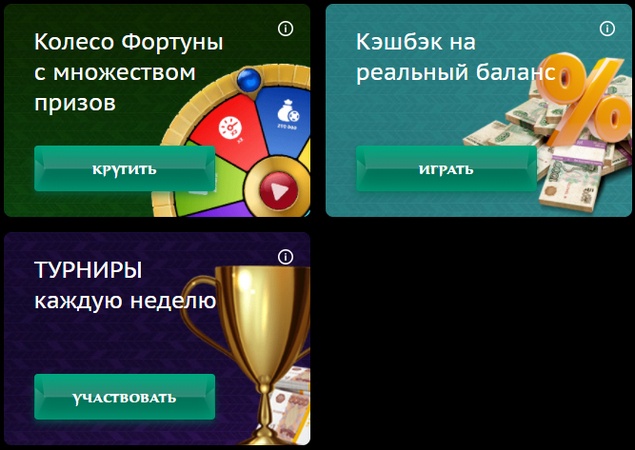 Колесо Фортуны
с множеством
призов
КРУТИТЬ
Кэшбэк на
реальный баланс
ИГРАТЬ
ТУРНИРЫ
каждую неделю
УЧАСТВОВАТЬ